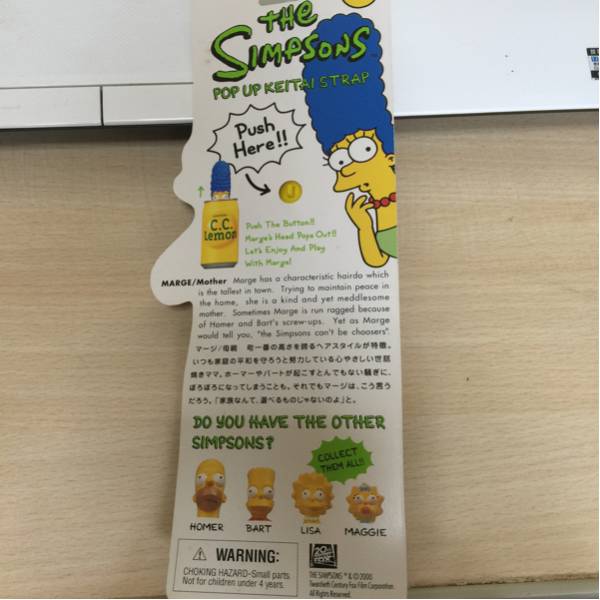 THE
SIMPSONS
POP UP KEITAI STRAP
Push
Here!!
C.C.
Lemon
Push The Button!!
Marge's Head Pops Out!!
Let's Enjoy And Play
With Marge!
MARGE/Mother Marge has a characteristic hairdo which
is the tallest in town. Trying to maintain peace in
the home, she is a kind and yet meddlesome
mother. Sometimes Marge is run ragged because
of Homer and Bart's screw-ups. Yet as Marge
would tell you, "the Simpsons can't be choosers".
マージ/母親 町一番の高さを誇るヘアスタイルが特徴。
いつも家庭の平和を守ろうと努力している心やさしい世話
焼きママ。ホーマーやバートが起こすとんでもない騒ぎに、
ぼろぼろになってしまうことも。それでもマージは、こう言う
だろう。「家族なんて、選べるものじゃないのよ」と。
DO YOU HAVE THE OTHER
SIMPSONS?
COLLECT
THEM ALL!!
HOMER BART LISA MAGGIE
WARNING:
CHOKING HAZARD-Small parts
Not for children under 4 years.
20
FOX
THE SIMPSONS ™ & © 2000
Twentieth Century Fox Film Corporation.
All Rights Reserved.